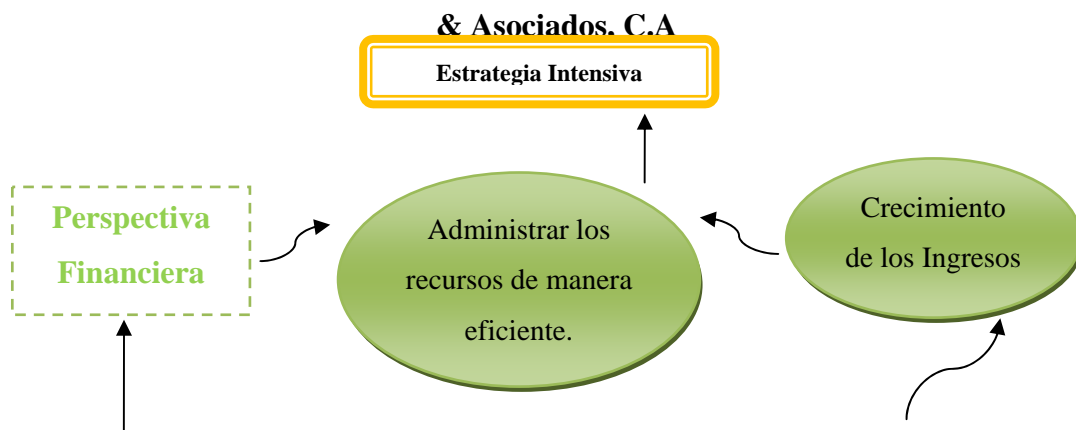 & Asociados, C.A
Estrategia Intensiva
Perspectiva
Financiera
Administrar los
recursos de manera
eficiente.
Crecimiento
de los Ingresos